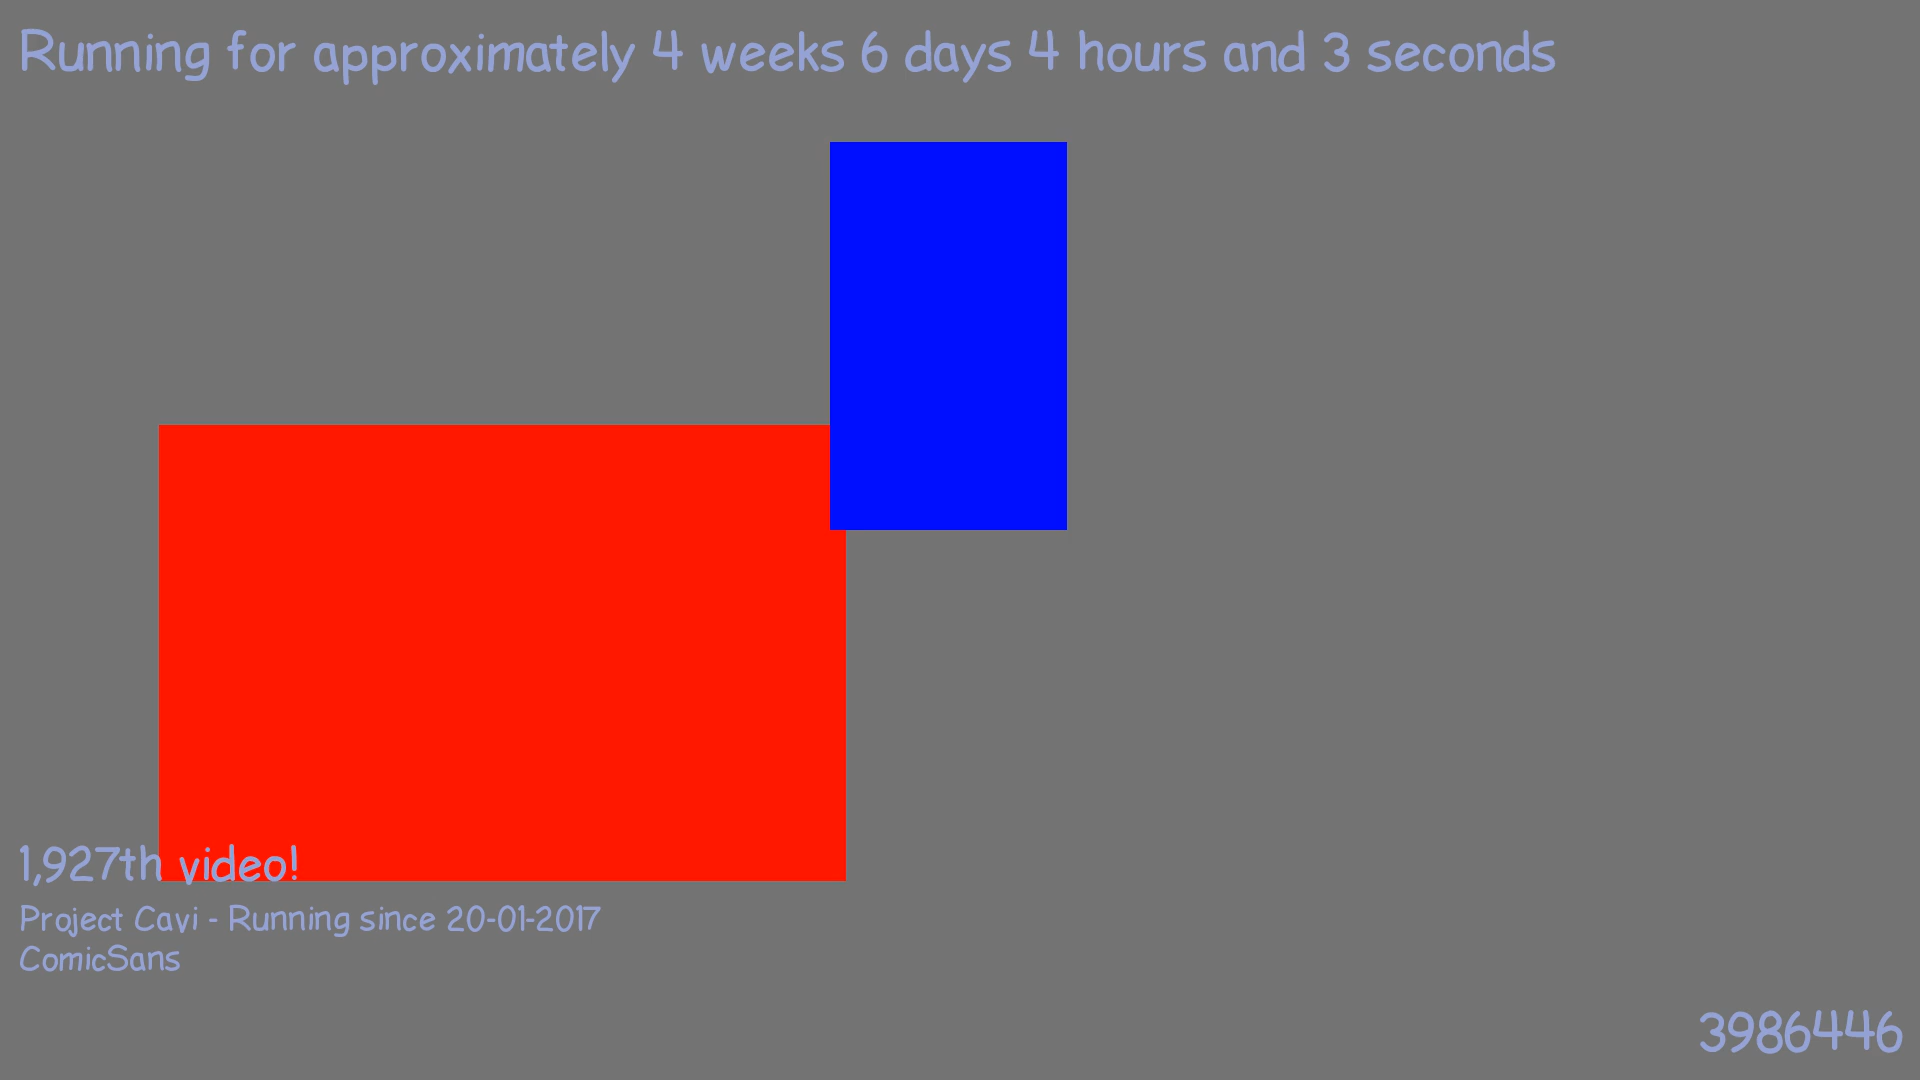 Running for approximately 4 weeks 6 days 4 hours and 3 seconds
1,927th video!
Project Cavi - Running since 20-01-2017
ComicSans
3986446